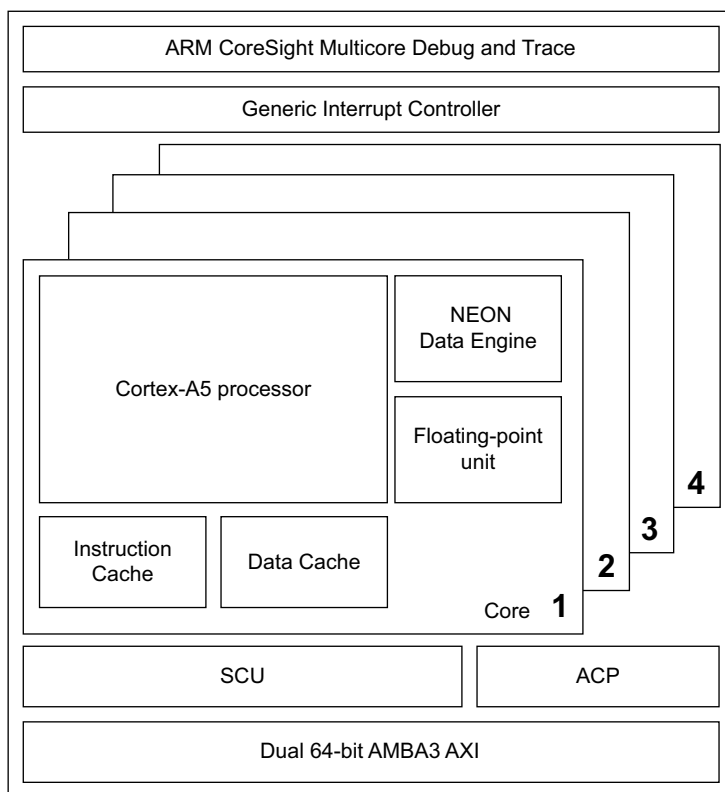 ARM CoreSight Multicore Debug and Trace
Generic Interrupt Controller
NEON
Data Engine
Cortex-A5 processor
Floating-point
unit
4
3
Instruction
Cache
Data Cache
2
Core 1
SCU
ACP
Dual 64-bit AMBA3 AXI